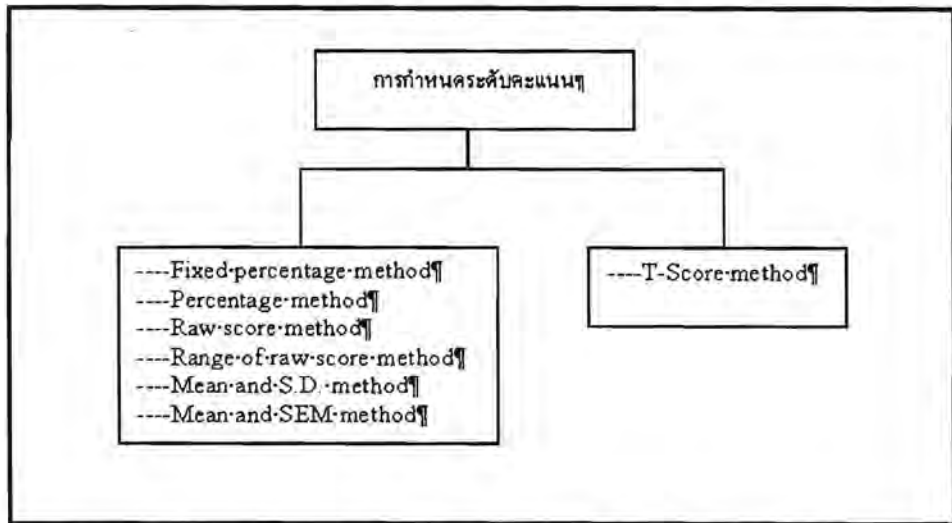 การกำหนดระดับคะแนน¶
----Fixed·percentage·method¶
----Percentage·method¶
----Raw·score·method¶
----Range·of·raw·score·method¶
----Mean·and·S.D.·method¶
----Mean·and·SEM·method¶
----T-Score·method¶